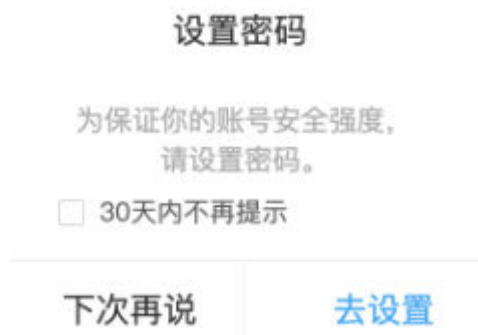 设置密码
为保证你的账号安全强度，
请设置密码。
30天内不再提示
下次再说
去设置